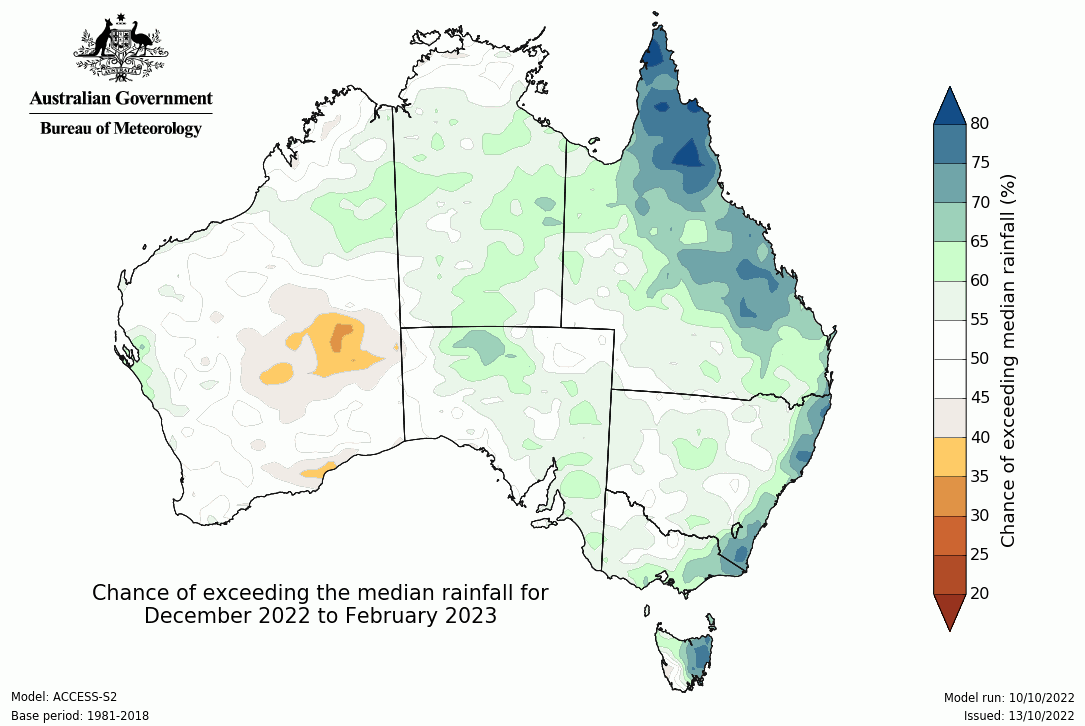 AUSTRALIA
Australian Government
Bureau of Meteorology
80
75
70
65
60
55
50
45
40
35
30
25
20
Chance of exceeding median rainfall (%)
Chance of exceeding the median rainfall for
December 2022 to February 2023
Model: ACCESS-S2
Base period: 1981-2018
Model run: 10/10/2022
Issued: 13/10/2022